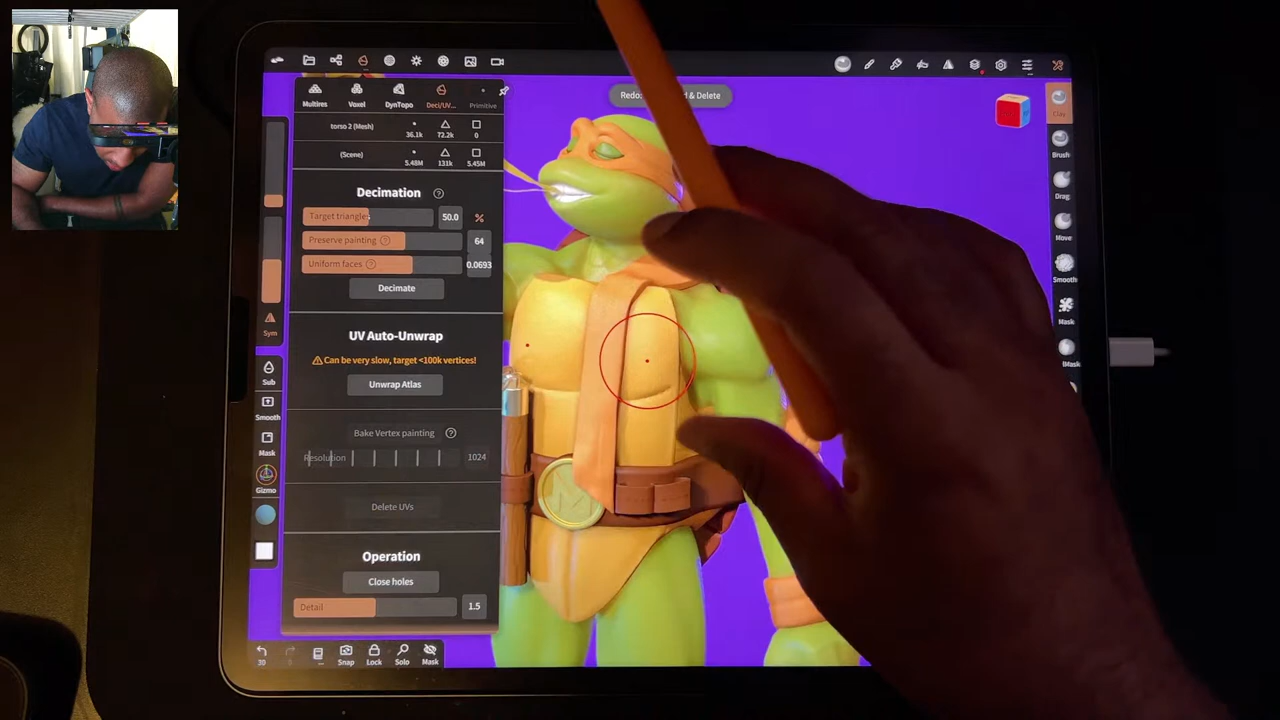 Redo: & Delete
Multires Voxel DynTopo Deci/UV... Primitive
torso 2 (Mesh) 36.1k 72.2k 0
(Scene) 5.48M 131k 5.45M
Decimation ?
Target triangle 50.0 %
Preserve painting ? 64
Uniform faces ? 0.0693
Decimate
UV Auto-Unwrap
Can be very slow, target <100k vertices!
Unwrap Atlas
Bake Vertex painting ?
Resolution 1024
Delete UVs
Operation
Close holes
Detail 1.5
Sym
Sub
Smooth
Mask
Gizmo
30 0 Snap Lock Solo Mask
Clay
Brush
Drag
Move
Smooth
Mask
lMask
M